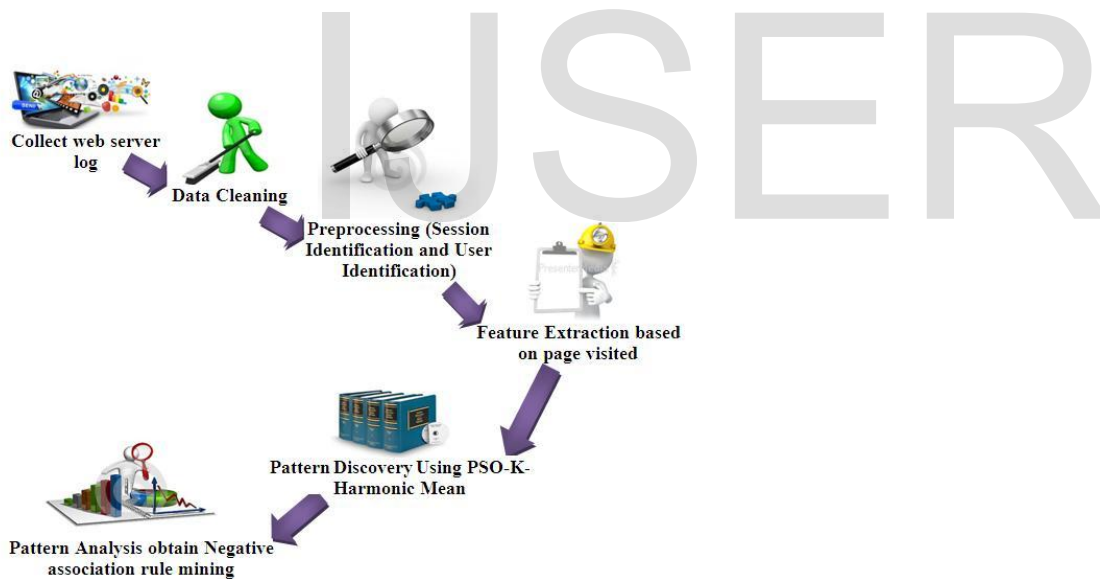 IJSER
Collect web server
log
Data Cleaning
Preprocessing (Session
Identification and User
Identification)
Feature Extraction based
on page visited
Pattern Discovery Using PSO-K-
Harmonic Mean
Pattern Analysis obtain Negative
association rule mining